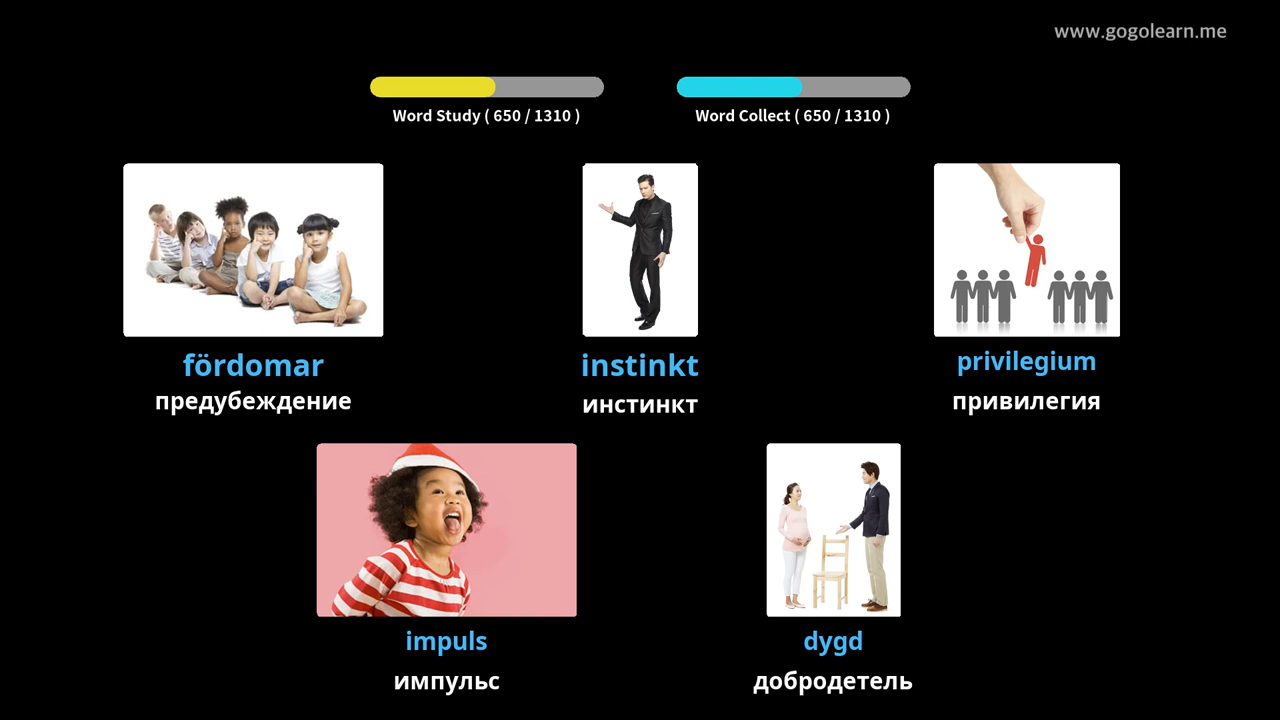 www.gogolearn.me
Word Study ( 650 / 1310 )
Word Collect ( 650 / 1310 )
fördomar
предубеждение
instinkt
инстинкт
privilegium
привилегия
impuls
импульс
dygd
добродетель